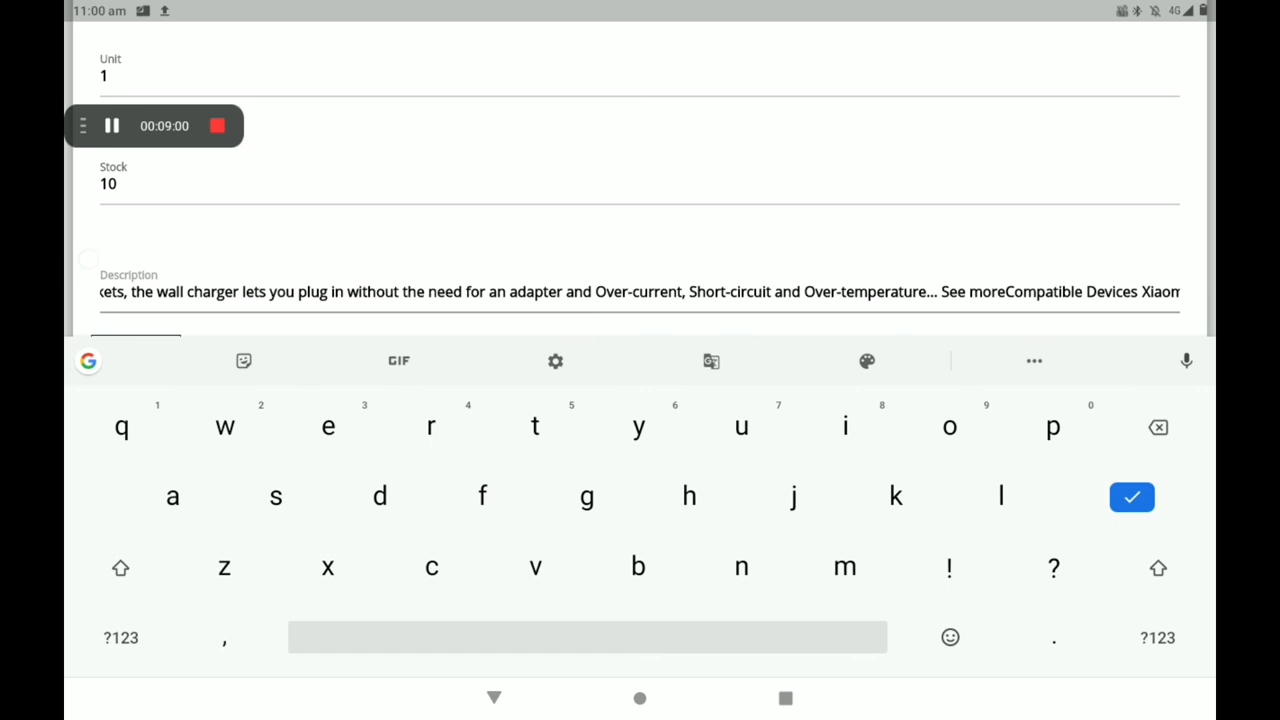 11:00 am
4G
Unit
1
00:09:00
Stock
10
Description
kets, the wall charger lets you plug in without the need for an adapter and Over-current, Short-circuit and Over-temperature... See moreCompatible Devices Xiaom
GIF
1 2 3 4 5 6 7 8 9 0
q w e r t y u i o p
a s d f g h j k l
z x c v b n m ! ?
?123 , . ?123